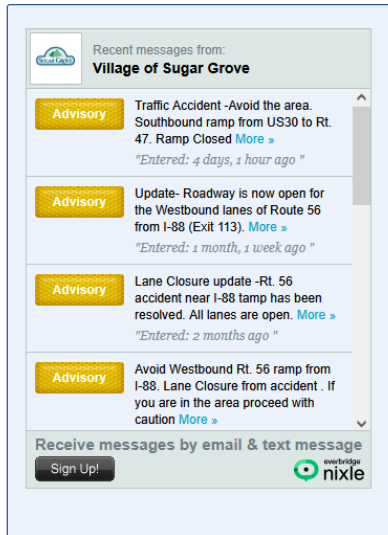 Recent messages from:
Village of Sugar Grove
SUGAR GROVE
Advisory
Traffic Accident -Avoid the area.
Southbound ramp from US30 to Rt.
47. Ramp Closed More »
"Entered: 4 days, 1 hour ago "
Advisory
Update- Roadway is now open for
the Westbound lanes of Route 56
from I-88 (Exit 113). More »
"Entered: 1 month, 1 week ago "
Advisory
Lane Closure update -Rt. 56
accident near I-88 tamp has been
resolved. All lanes are open. More »
"Entered: 2 months ago "
Advisory
Avoid Westbound Rt. 56 ramp from
I-88. Lane Closure from accident . If
you are in the area proceed with
caution More »
Receive messages by email & text message
Sign Up!
everbridge
nixle